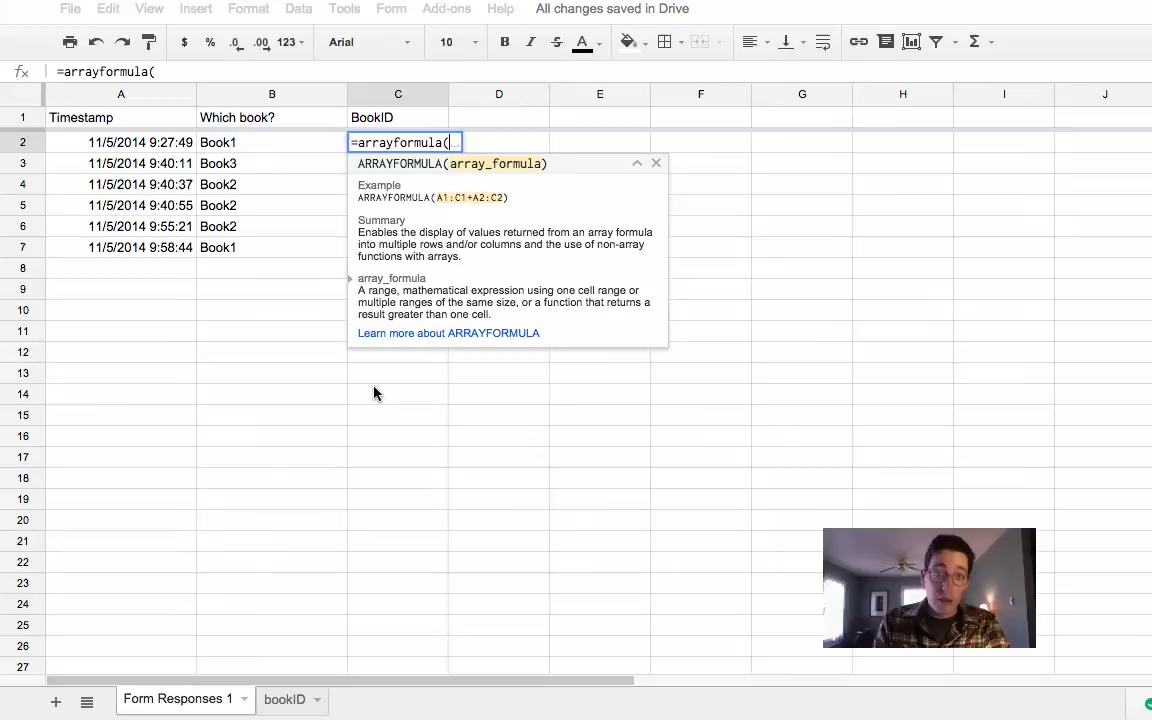 File Edit View Insert Format Data Tools Form Add-ons Help All changes saved in Drive
$ % .0 .00 123 Arial 10 B I S A Σ
fx =arrayformula(
A B C D E F G H I J
1 Timestamp Which book? BookID
2 11/5/2014 9:27:49 Book1 =arrayformula(
3 11/5/2014 9:40:11 Book3 ARRAYFORMULA(array_formula)
4 11/5/2014 9:40:37 Book2 Example
ARRAYFORMULA(A1:C1+A2:C2)
5 11/5/2014 9:40:55 Book2
Summary
6 11/5/2014 9:55:21 Book2 Enables the display of values returned from an array formula
into multiple rows and/or columns and the use of non-array
7 11/5/2014 9:58:44 Book1 functions with arrays.
8
array_formula
9 A range, mathematical expression using one cell range or
10 multiple ranges of the same size, or a function that returns a
result greater than one cell.
11 Learn more about ARRAYFORMULA
12
13
14
15
16
17
18
19
20
21
22
23
24
25
26
27
+ Form Responses 1 bookID